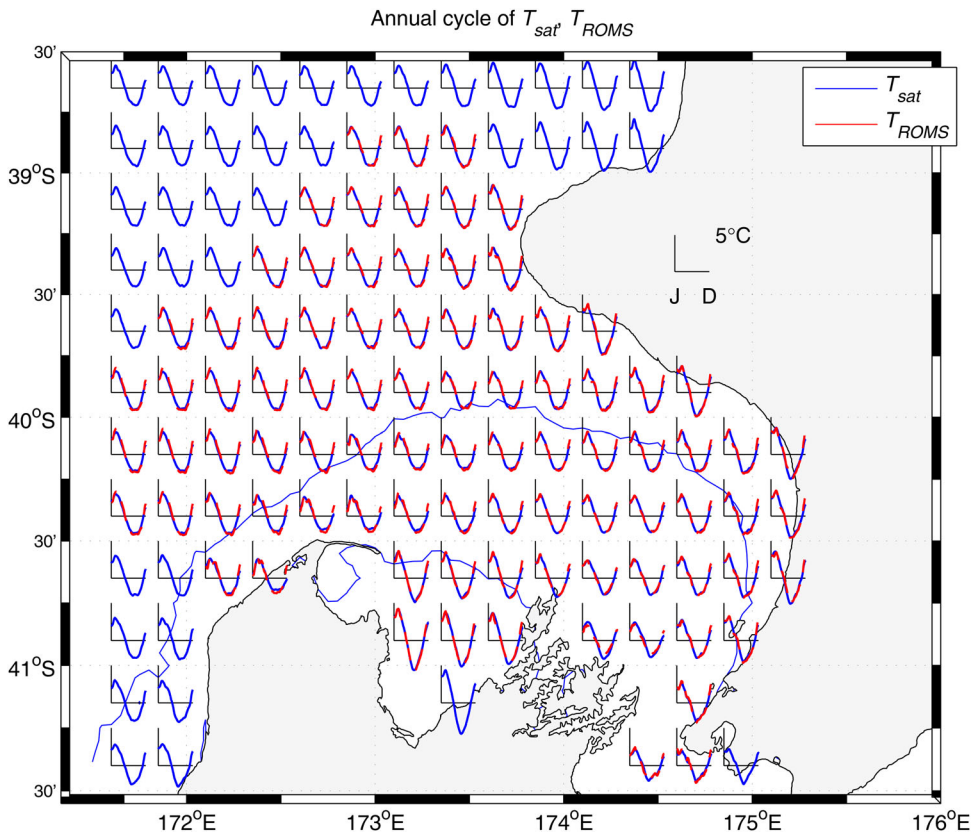 Annual cycle of T_sat, T_ROMS
30'
T_sat
T_ROMS
39°S
5°C
J D
30'
40°S
30'
41°S
30'
172°E 173°E 174°E 175°E 176°E